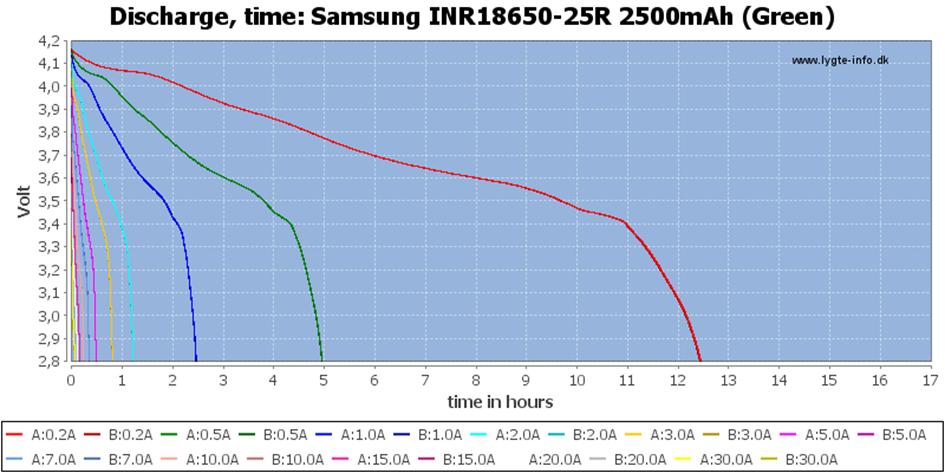 Discharge, time: Samsung INR18650-25R 2500mAh (Green)
www.lygte-info.dk
Volt
4,2
4,1
4,0
3,9
3,8
3,7
3,6
3,5
3,4
3,3
3,2
3,1
3,0
2,9
2,8
0 1 2 3 4 5 6 7 8 9 10 11 12 13 14 15 16 17
time in hours
A:0.2A B:0.2A A:0.5A B:0.5A A:1.0A B:1.0A A:2.0A B:2.0A A:3.0A B:3.0A A:5.0A B:5.0A
A:7.0A B:7.0A A:10.0A B:10.0A A:15.0A B:15.0A A:20.0A B:20.0A A:30.0A B:30.0A